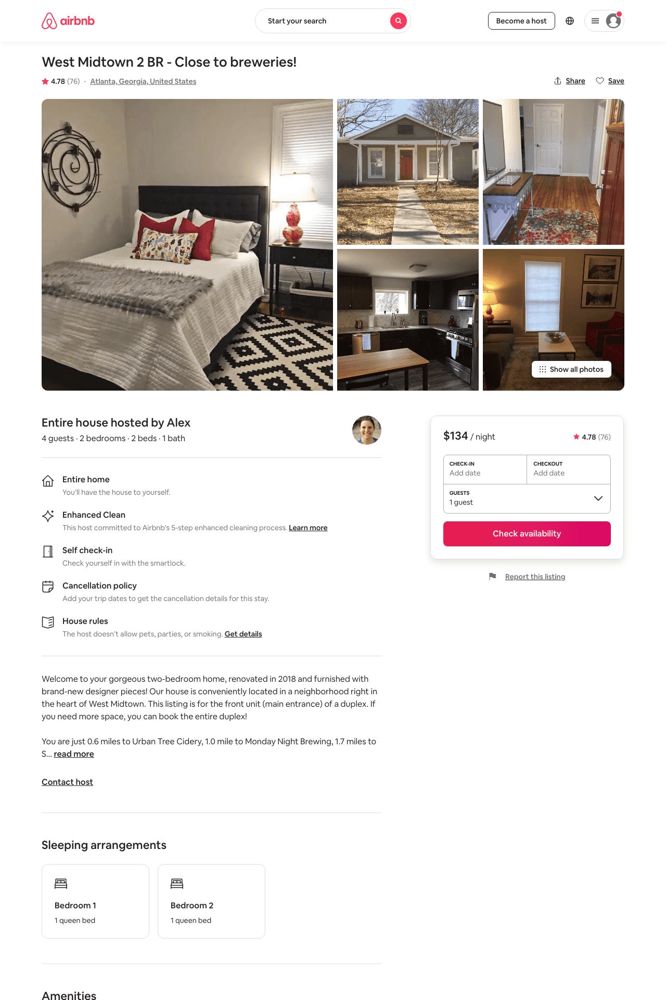 airbnb
Start your search
Become a host
West Midtown 2 BR - Close to breweries!
4.78 (76) · Atlanta, Georgia, United States
Share
Save
Show all photos
Entire house hosted by Alex
4 guests · 2 bedrooms · 2 beds · 1 bath
Entire home
You’ll have the house to yourself.
Enhanced Clean
This host committed to Airbnb's 5-step enhanced cleaning process. Learn more
Self check-in
Check yourself in with the smartlock.
Cancellation policy
Add your trip dates to get the cancellation details for this stay.
House rules
The host doesn’t allow pets, parties, or smoking. Get details
$134 / night
4.78 (76)
CHECK-IN
Add date
CHECKOUT
Add date
GUESTS
1 guest
Check availability
Report this listing
Welcome to your gorgeous two-bedroom home, renovated in 2018 and furnished with
brand-new designer pieces! Our house is conveniently located in a neighborhood right in
the heart of West Midtown. This listing is for the front unit (main entrance) of a duplex. If
you need more space, you can book the entire duplex!
You are just 0.6 miles to Urban Tree Cidery, 1.0 mile to Monday Night Brewing, 1.7 miles to
S... read more
Contact host
Sleeping arrangements
Bedroom 1
1 queen bed
Bedroom 2
1 queen bed
Amenities